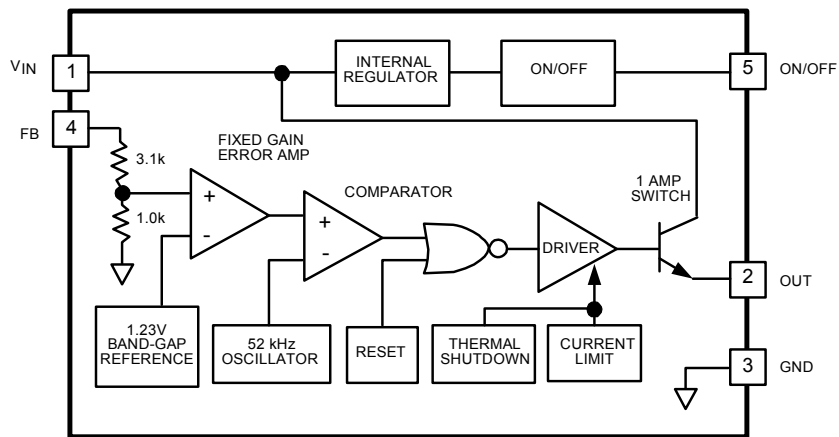 VIN
1
INTERNAL
REGULATOR
ON/OFF
5
ON/OFF
FB
4
3.1k
1.0k
FIXED GAIN
ERROR AMP
+
-
COMPARATOR
+
-
1 AMP
SWITCH
DRIVER
2
OUT
1.23V
BAND-GAP
REFERENCE
52 kHz
OSCILLATOR
RESET
THERMAL
SHUTDOWN
CURRENT
LIMIT
3
GND